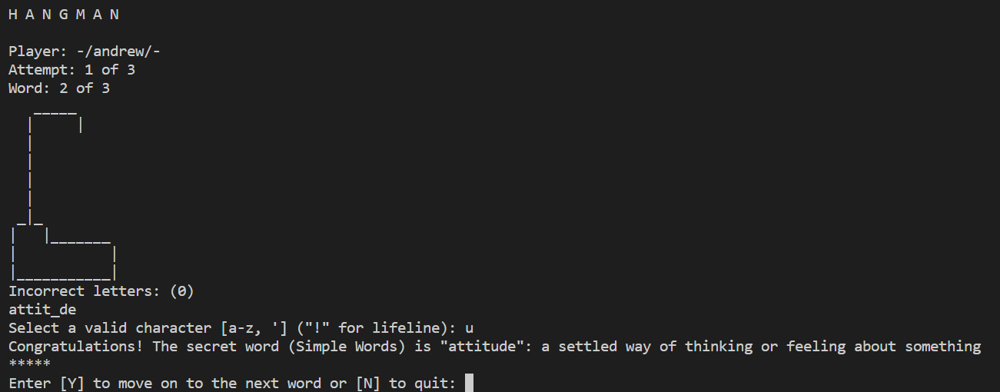 H A N G M A N
Player: -/andrew/-
Attempt: 1 of 3
Word: 2 of 3
   _____
  |     |
  |
  |
  |
  |
 _|_
|   |_______
|           |
|___________|
Incorrect letters: (0)
attit_de
Select a valid character [a-z, '] ("!" for lifeline): u
Congratulations! The secret word (Simple Words) is "attitude": a settled way of thinking or feeling about something
*****
Enter [Y] to move on to the next word or [N] to quit: